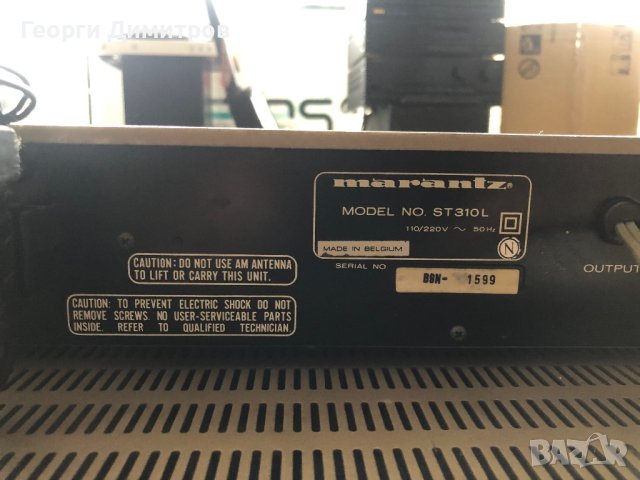 Георги Димитров
marantz®
MODEL NO. ST310L
110/220V ~ 50Hz
N
MADE IN BELGIUM
SERIAL NO
BGN- 1599
OUTPUT
CAUTION: DO NOT USE AM ANTENNA
TO LIFT OR CARRY THIS UNIT.
CAUTION: TO PREVENT ELECTRIC SHOCK DO NOT
REMOVE SCREWS. NO USER-SERVICEABLE PARTS
INSIDE. REFER TO QUALIFIED TECHNICIAN.
BAZAR